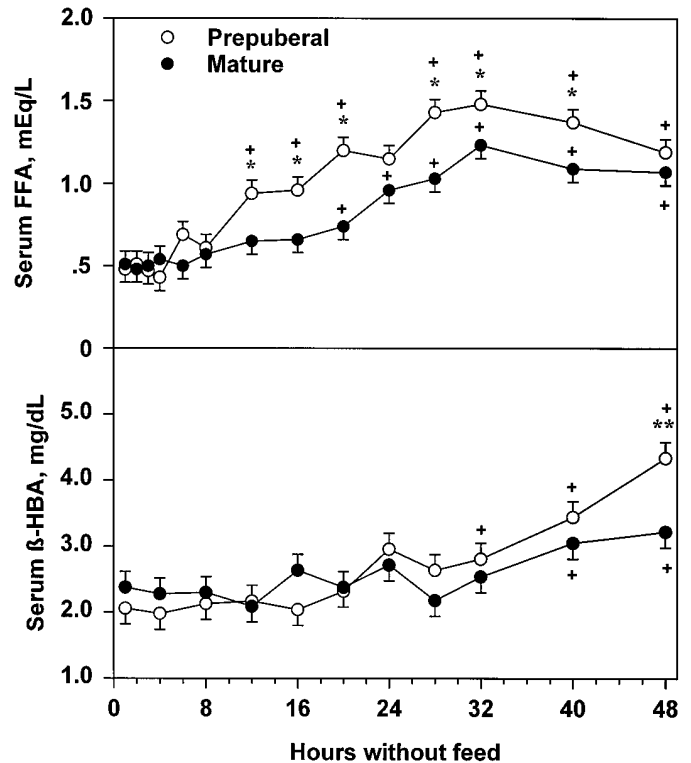 2.0
Prepuberal
Mature
1.5
1.0
.5
0
Serum FFA, mEq/L
+ + + + + + +
* * * * * *
+ + + + + + +
5.0
4.0
3.0
2.0
1.0
Serum ß-HBA, mg/dL
+ + +
**
+ +
0 8 16 24 32 40 48
Hours without feed